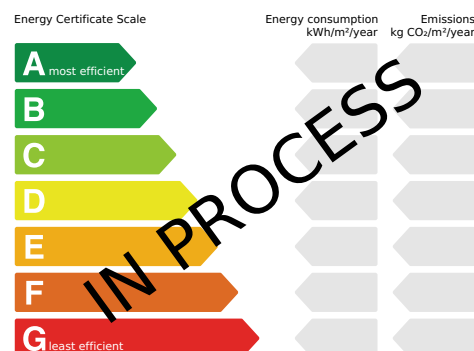 Energy Certificate Scale
Energy consumption
kWh/m²/year
Emissions
kg CO₂/m²/year
A most efficient
B
C
D
E
F
G least efficient
IN PROCESS